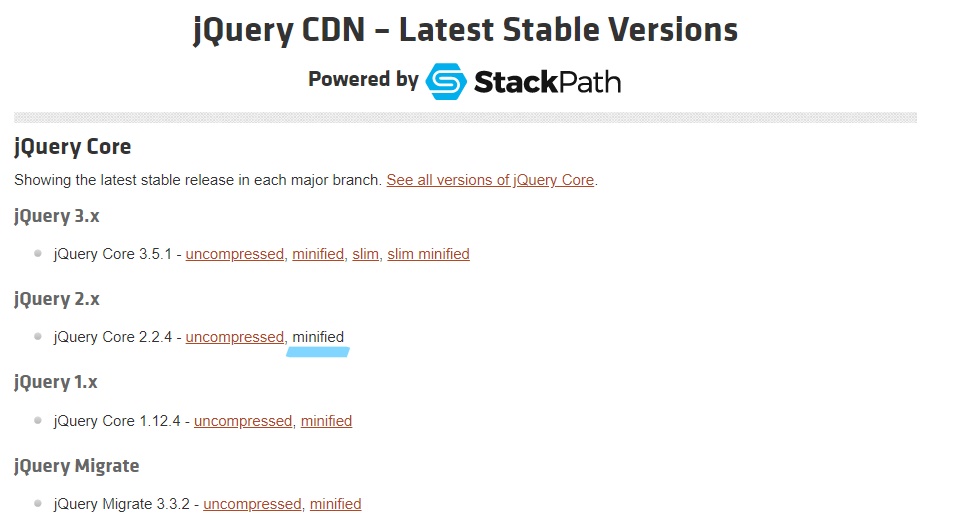 jQuery CDN – Latest Stable Versions
Powered by StackPath
jQuery Core
Showing the latest stable release in each major branch. See all versions of jQuery Core.
jQuery 3.x
jQuery Core 3.5.1 - uncompressed, minified, slim, slim minified
jQuery 2.x
jQuery Core 2.2.4 - uncompressed, minified
jQuery 1.x
jQuery Core 1.12.4 - uncompressed, minified
jQuery Migrate
jQuery Migrate 3.3.2 - uncompressed, minified